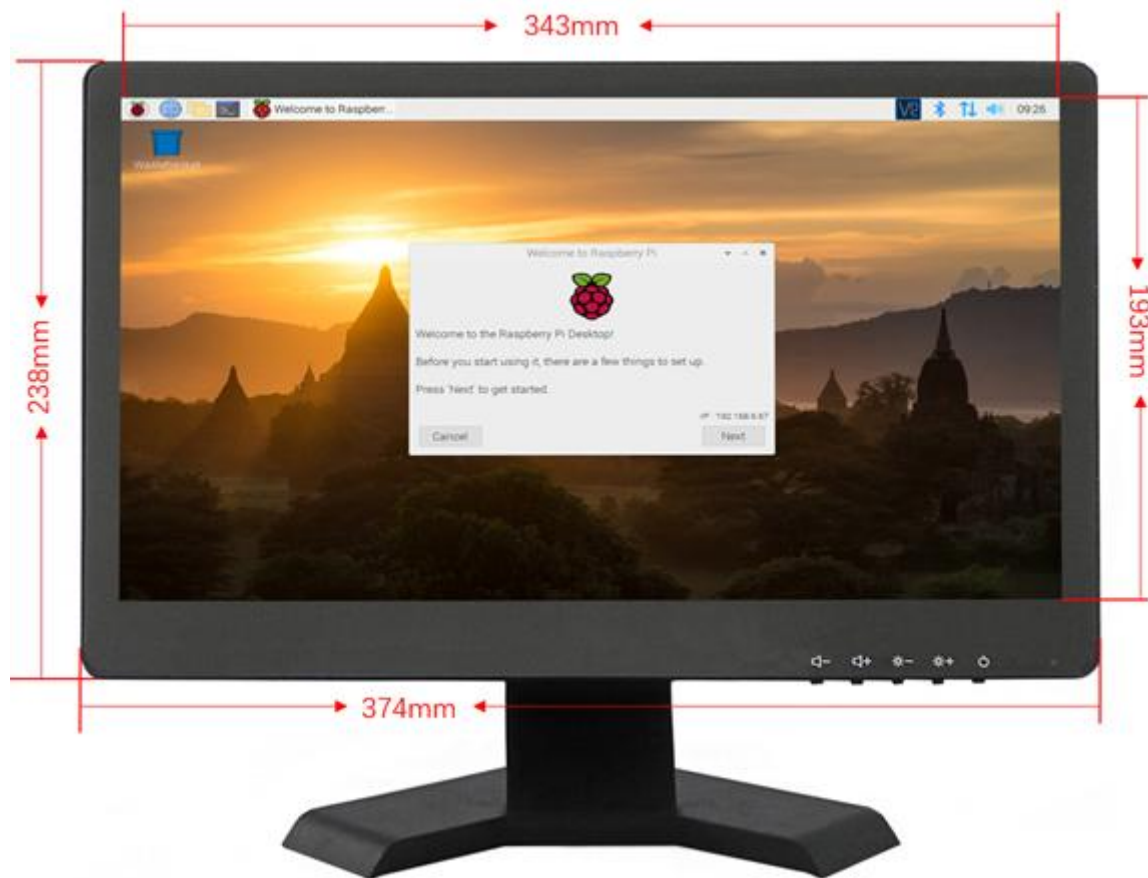 343mm
Welcome to Raspberr...
V2
09:26
Wastebasket
Welcome to Raspberry Pi
Welcome to the Raspberry Pi Desktop!
Before you start using it, there are a few things to set up.
Press 'Next' to get started.
Cancel
Next
238mm
193mm
374mm